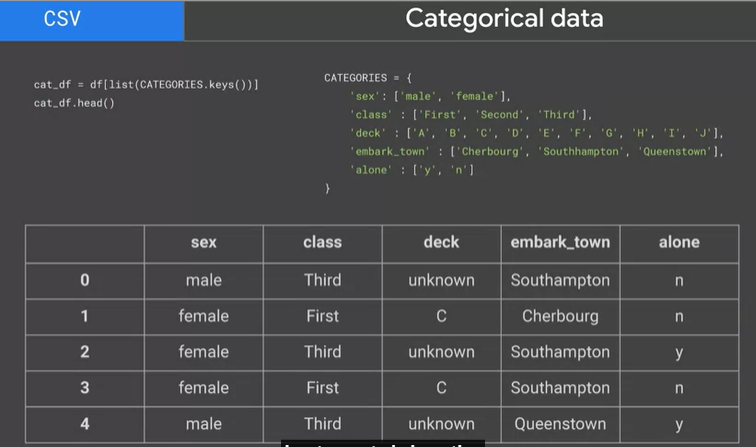 CSV
Categorical data
cat_df = df[list(CATEGORIES.keys())]
cat_df.head()
CATEGORIES = {
'sex': ['male', 'female'],
'class' : ['First', 'Second', 'Third'],
'deck' : ['A', 'B', 'C', 'D', 'E', 'F', 'G', 'H', 'I', 'J'],
'embark_town' : ['Cherbourg', 'Southhampton', 'Queenstown'],
'alone' : ['y', 'n']
}
sex class deck embark_town alone
0 male Third unknown Southampton n
1 female First C Cherbourg n
2 female Third unknown Southampton y
3 female First C Southampton n
4 male Third unknown Queenstown y